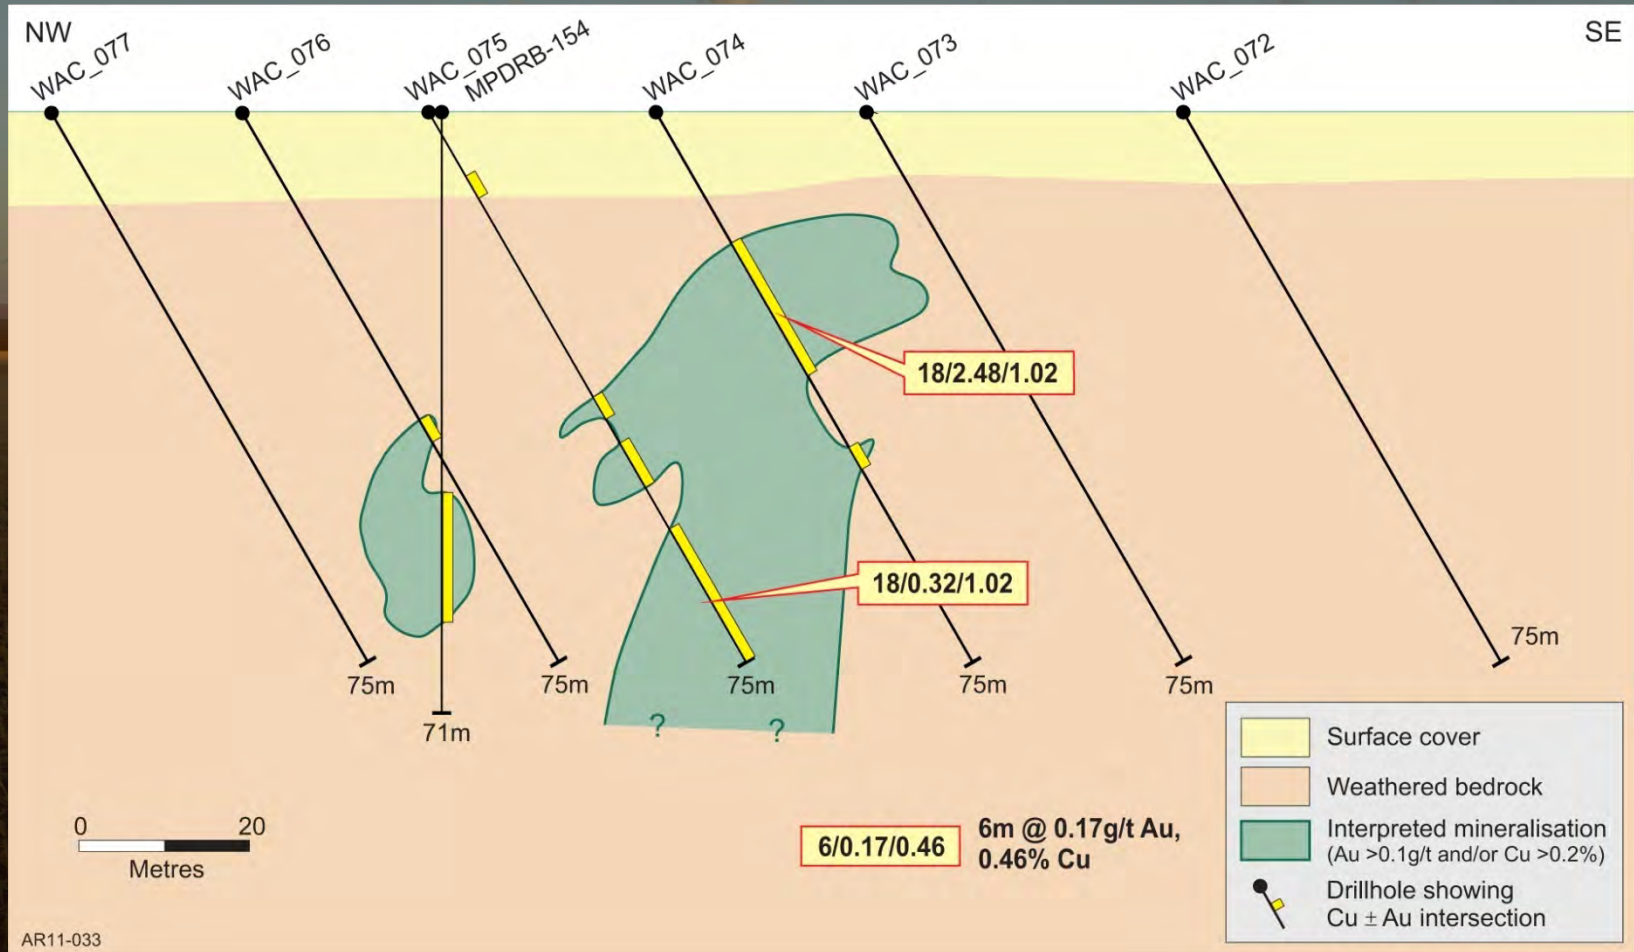 NW
SE
WAC_077
WAC_076
WAC_075
MPDRB-154
WAC_074
WAC_073
WAC_072
18/2.48/1.02
18/0.32/1.02
75m
75m
75m
75m
75m
75m
71m
?
?
0 20
Metres
6/0.17/0.46
6m @ 0.17g/t Au,
0.46% Cu
Surface cover
Weathered bedrock
Interpreted mineralisation
(Au >0.1g/t and/or Cu >0.2%)
Drillhole showing
Cu ± Au intersection
AR11-033